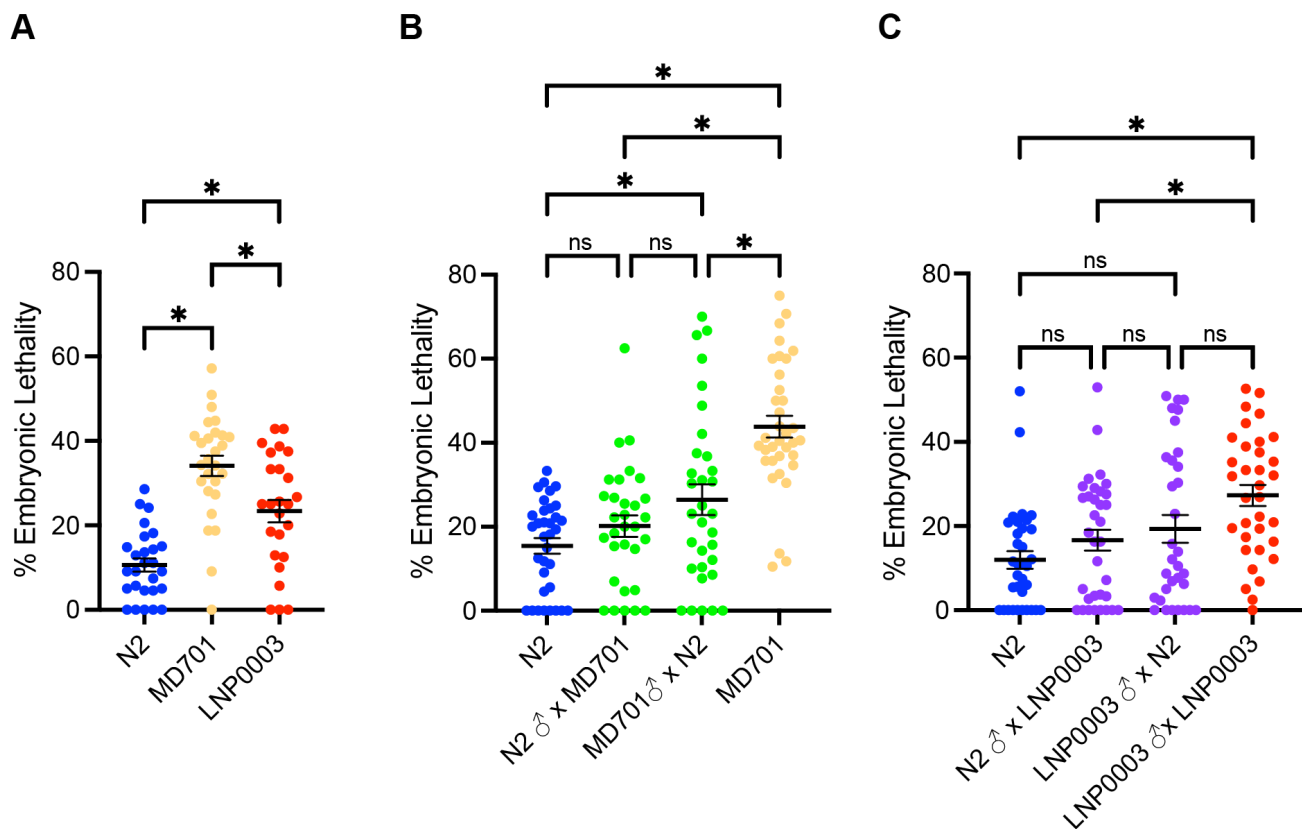 A
B
C
*
*
*
*
*
*
ns
ns
*
*
*
ns
ns
ns
ns
% Embryonic Lethality
80
60
40
20
0
N2
MD701
LNP0003
% Embryonic Lethality
80
60
40
20
0
N2
N2 ♂ x MD701
MD701♂ x N2
MD701
% Embryonic Lethality
80
60
40
20
0
N2
N2 ♂ x LNP0003
LNP0003 ♂ x N2
LNP0003 ♂x LNP0003